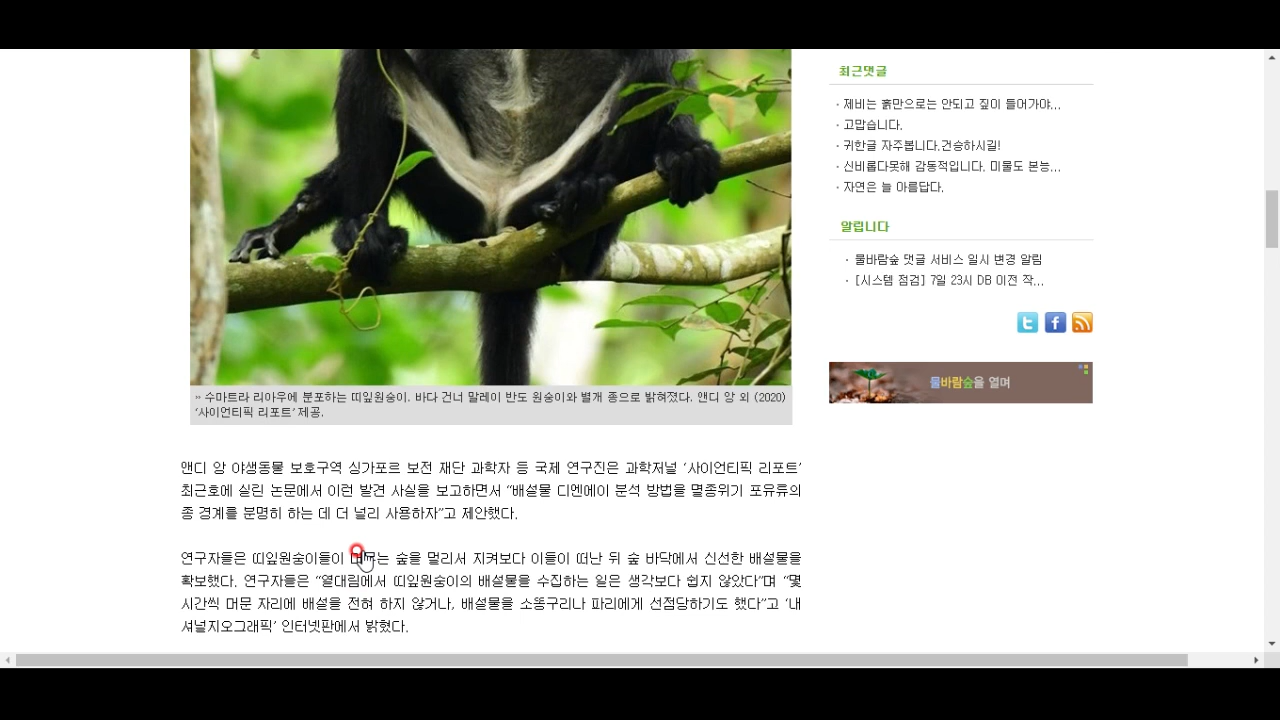 » 수마트라 리아우에 분포하는 띠잎원숭이. 바다 건너 말레이 반도 원숭이와 별개 종으로 밝혀졌다. 앤디 앙 외 (2020)
‘사이언티픽 리포트’ 제공.
앤디 앙 야생동물 보호구역 싱가포르 보전 재단 과학자 등 국제 연구진은 과학저널 ‘사이언티픽 리포트’
최근호에 실린 논문에서 이런 발견 사실을 보고하면서 “배설물 디엔에이 분석 방법을 멸종위기 포유류의
종 경계를 분명히 하는 데 더 널리 사용하자”고 제안했다.
연구자들은 띠잎원숭이들이 머무는 숲을 멀리서 지켜보다 이들이 떠난 뒤 숲 바닥에서 신선한 배설물을
확보했다. 연구자들은 “열대림에서 띠잎원숭이의 배설물을 수집하는 일은 생각보다 쉽지 않았다”며 “몇
시간씩 머문 자리에 배설을 전혀 하지 않거나, 배설물을 소똥구리나 파리에게 선점당하기도 했다”고 ‘내
셔널지오그래픽’ 인터넷판에서 밝혔다.
최근댓글
· 제비는 흙만으로는 안되고 짚이 들어가야...
· 고맙습니다.
· 귀한글 자주봅니다.건승하시길!
· 신비롭다못해 감동적입니다. 미물도 본능...
· 자연은 늘 아름답다.
알립니다
· 물바람숲 댓글 서비스 일시 변경 알림
· [시스템 점검] 7일 23시 DB 이전 작...
물바람숲을 열며